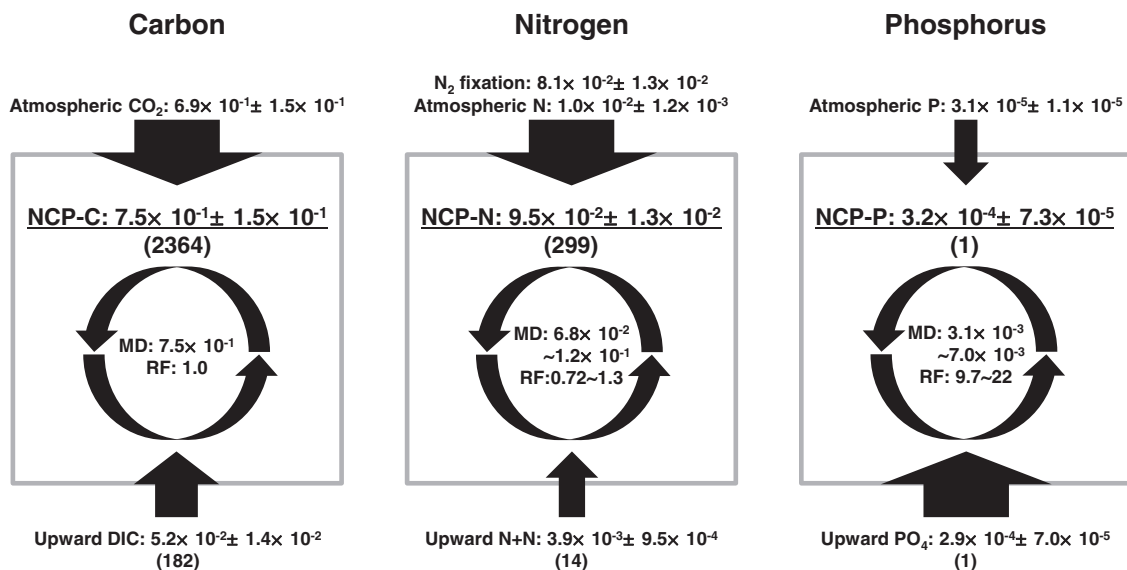 Carbon
Atmospheric CO₂: 6.9× 10⁻¹± 1.5× 10⁻¹
NCP-C: 7.5× 10⁻¹± 1.5× 10⁻¹
(2364)
MD: 7.5× 10⁻¹
RF: 1.0
Upward DIC: 5.2× 10⁻²± 1.4× 10⁻²
(182)
Nitrogen
N₂ fixation: 8.1× 10⁻²± 1.3× 10⁻²
Atmospheric N: 1.0× 10⁻²± 1.2× 10⁻³
NCP-N: 9.5× 10⁻²± 1.3× 10⁻²
(299)
MD: 6.8× 10⁻²
~1.2× 10⁻¹
RF:0.72~1.3
Upward N+N: 3.9× 10⁻³± 9.5× 10⁻⁴
(14)
Phosphorus
Atmospheric P: 3.1× 10⁻⁵± 1.1× 10⁻⁵
NCP-P: 3.2× 10⁻⁴± 7.3× 10⁻⁵
(1)
MD: 3.1× 10⁻³
~7.0× 10⁻³
RF: 9.7~22
Upward PO₄: 2.9× 10⁻⁴± 7.0× 10⁻⁵
(1)